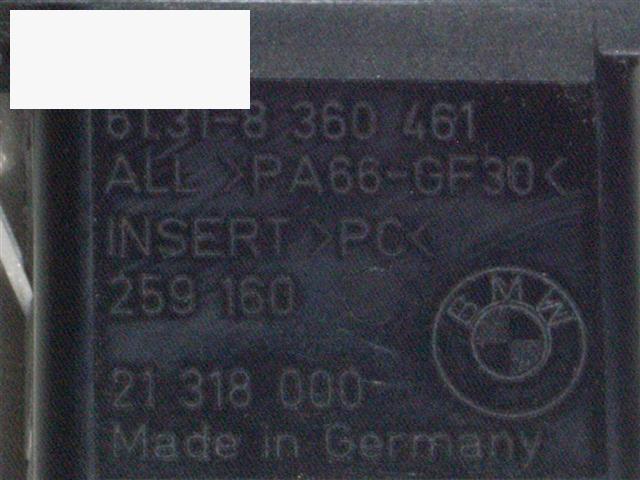 61.31-8 360 461
ALL >PA66-GF30<
INSERT >PC<
259 160
BMW
21 318 000
Made in Germany